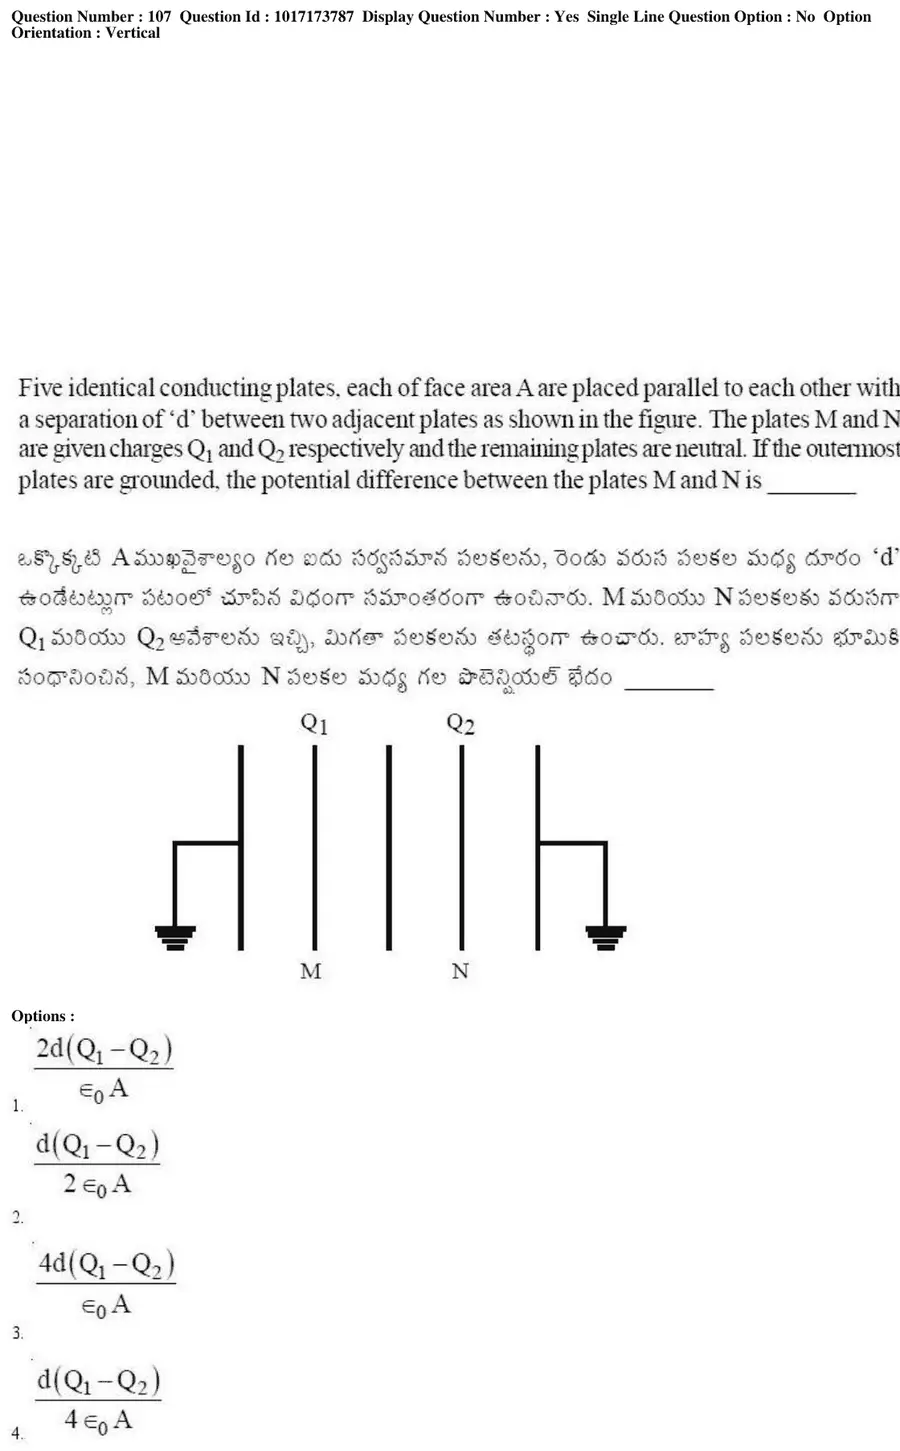 Question Number : 107 Question Id : 1017173787 Display Question Number : Yes Single Line Question Option : No Option
Orientation : Vertical
Five identical conducting plates, each of face area A are placed parallel to each other with
a separation of ‘d’ between two adjacent plates as shown in the figure. The plates M and N
are given charges Q₁ and Q₂ respectively and the remaining plates are neutral. If the outermost
plates are grounded, the potential difference between the plates M and N is _______
ఒక్కొక్కటి A ముఖవైశాల్యం గల ఐదు సర్వసమాన పలకలను, రెండు వరుస పలకల మధ్య దూరం ‘d’
ఉండేటట్లుగా పటంలో చూపిన విధంగా సమాంతరంగా ఉంచినారు. M మరియు N పలకలకు వరుసగా
Q₁ మరియు Q₂ ఆవేశాలను ఇచ్చి, మిగతా పలకలను తటస్థంగా ఉంచారు. బాహ్య పలకలను భూమికి
సంధానించిన, M మరియు N పలకల మధ్య గల పొటెన్షియల్ భేదం _______
Q₁ Q₂
M N
Options :
1. 2d(Q₁ – Q₂) / ∈₀ A
2. d(Q₁ – Q₂) / 2 ∈₀ A
3. 4d(Q₁ – Q₂) / ∈₀ A
4. d(Q₁ – Q₂) / 4 ∈₀ A